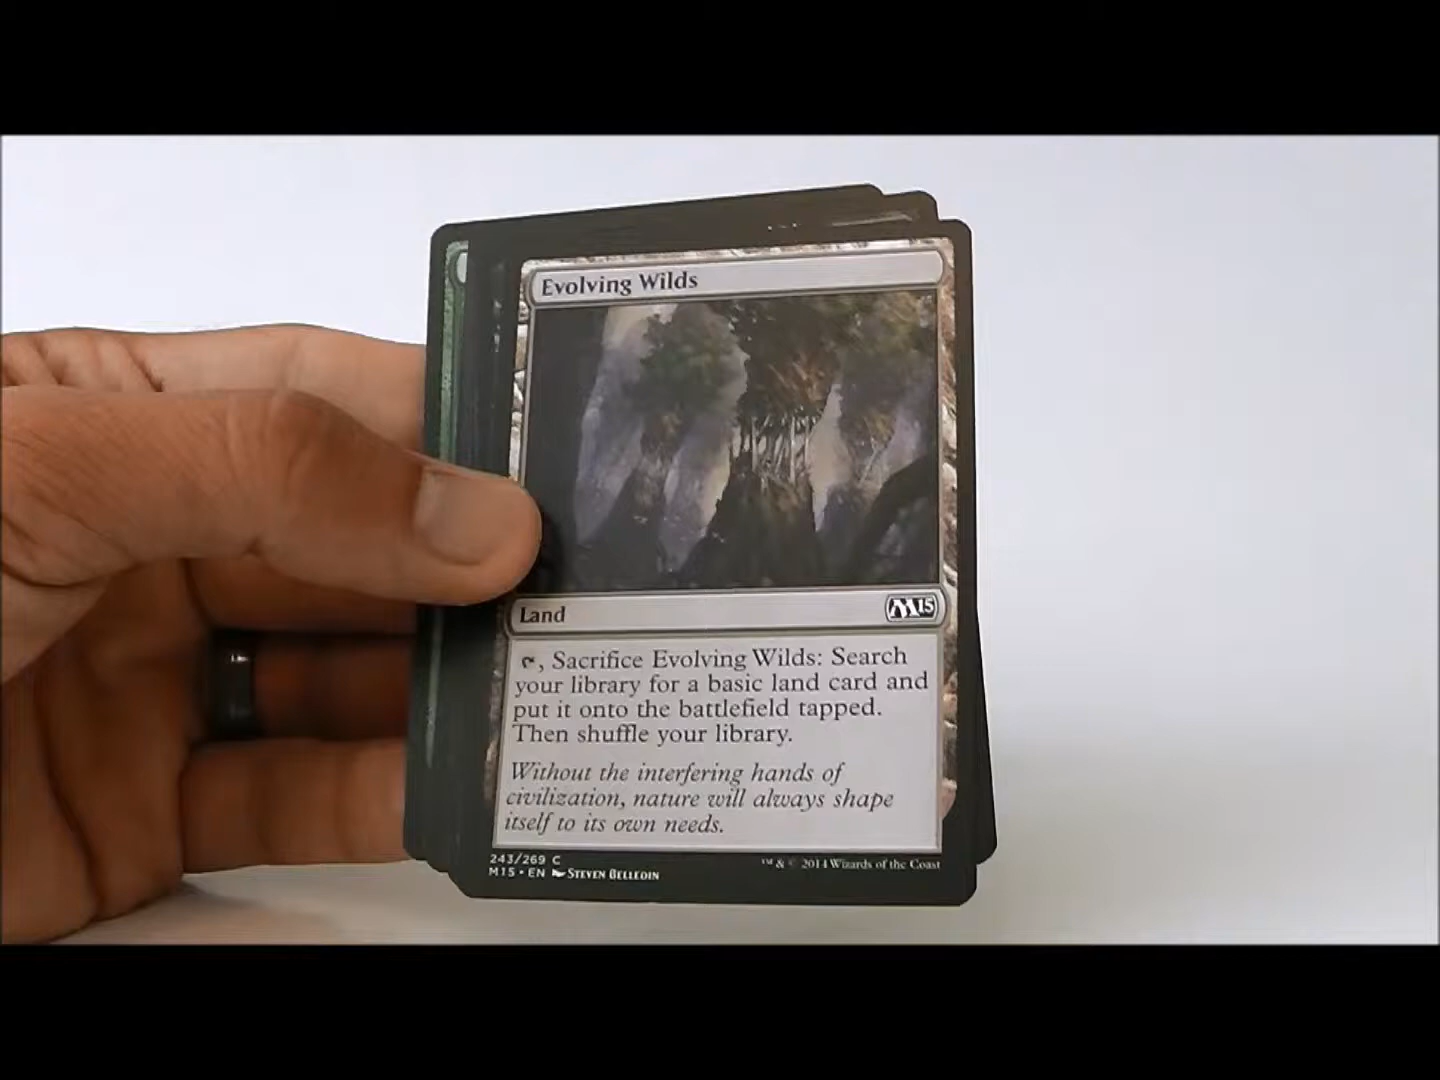 Evolving Wilds
Land
M15
, Sacrifice Evolving Wilds: Search
your library for a basic land card and
put it onto the battlefield tapped.
Then shuffle your library.
Without the interfering hands of
civilization, nature will always shape
itself to its own needs.
243/269 C
M15 • EN STEVEN BELLEDIN
™ & © 2014 Wizards of the Coast